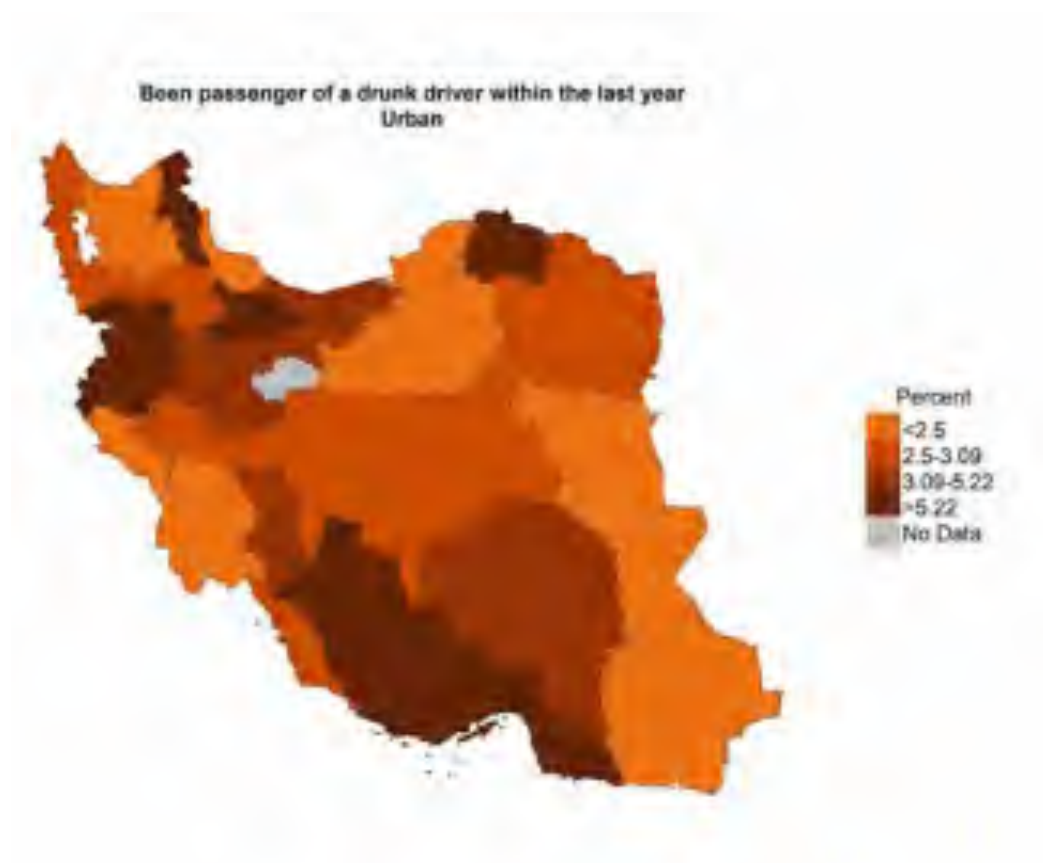 Been passenger of a drunk driver within the last year
Urban
Percent
<2.5
2.5-3.09
3.09-5.22
>5.22
No Data